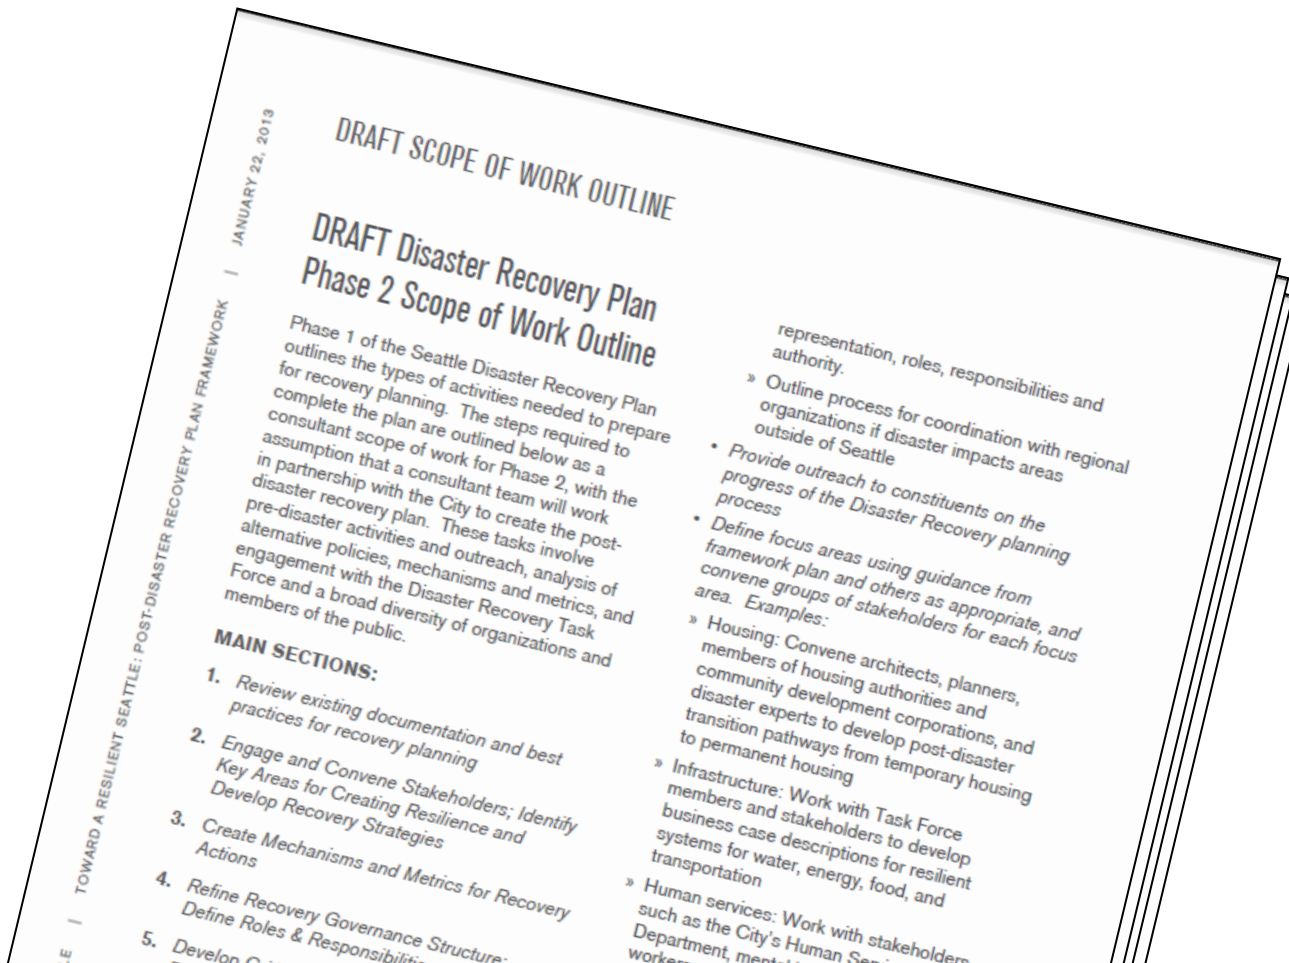 JANUARY 22, 2013
|
TOWARD A RESILIENT SEATTLE: POST-DISASTER RECOVERY PLAN FRAMEWORK
|
DRAFT SCOPE OF WORK OUTLINE
DRAFT Disaster Recovery Plan
Phase 2 Scope of Work Outline
Phase 1 of the Seattle Disaster Recovery Plan
outlines the types of activities needed to prepare
for recovery planning.  The steps required to
complete the plan are outlined below as a
consultant scope of work for Phase 2, with the
assumption that a consultant team will work
in partnership with the City to create the post-
disaster recovery plan.  These tasks involve
pre-disaster activities and outreach, analysis of
alternative policies, mechanisms and metrics, and
engagement with the Disaster Recovery Task
Force and a broad diversity of organizations and
members of the public.
MAIN SECTIONS:
1. Review existing documentation and best
practices for recovery planning
2. Engage and Convene Stakeholders; Identify
Key Areas for Creating Resilience and
Develop Recovery Strategies
3. Create Mechanisms and Metrics for Recovery
Actions
4. Refine Recovery Governance Structure:
Define Roles &
5. Develop
representation, roles, responsibilities and
authority.
» Outline process for coordination with regional
organizations if disaster impacts areas
outside of Seattle
• Provide outreach to constituents on the
progress of the Disaster Recovery planning
process
• Define focus areas using guidance from
framework plan and others as appropriate, and
convene groups of stakeholders for each focus
area.  Examples:
» Housing: Convene architects, planners,
members of housing authorities and
community development corporations, and
disaster experts to develop post-disaster
transition pathways from temporary housing
to permanent housing
» Infrastructure: Work with Task Force
members and stakeholders to develop
business case descriptions for resilient
systems for water, energy, food, and
transportation
» Human services: Work with stakeholders
such as the City's Human
Department,